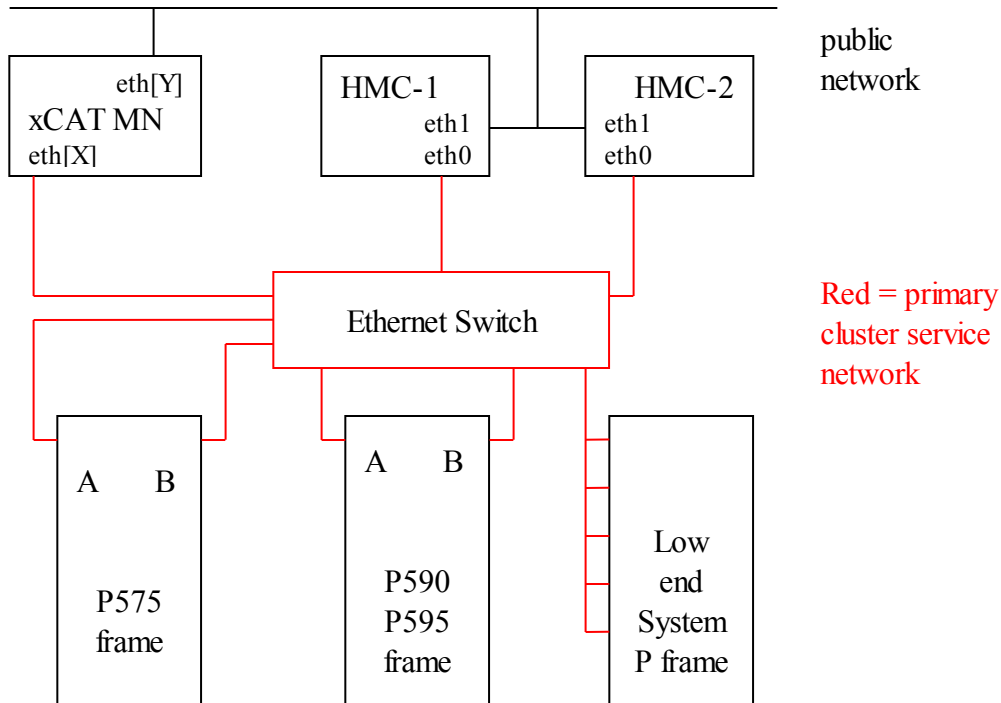 public
network
eth[Y]
xCAT MN
eth[X]
HMC-1
eth1
eth0
HMC-2
eth1
eth0
Ethernet Switch
Red = primary
cluster service
network
A B
P575
frame
A B
P590
P595
frame
Low
end
System
P frame